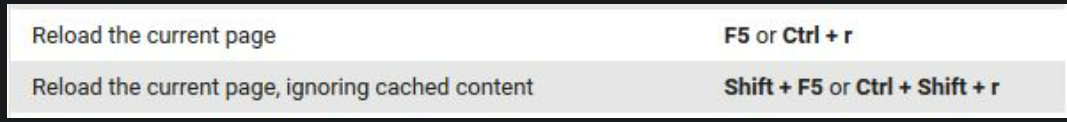 Reload the current page F5 or Ctrl + r
Reload the current page, ignoring cached content Shift + F5 or Ctrl + Shift + r